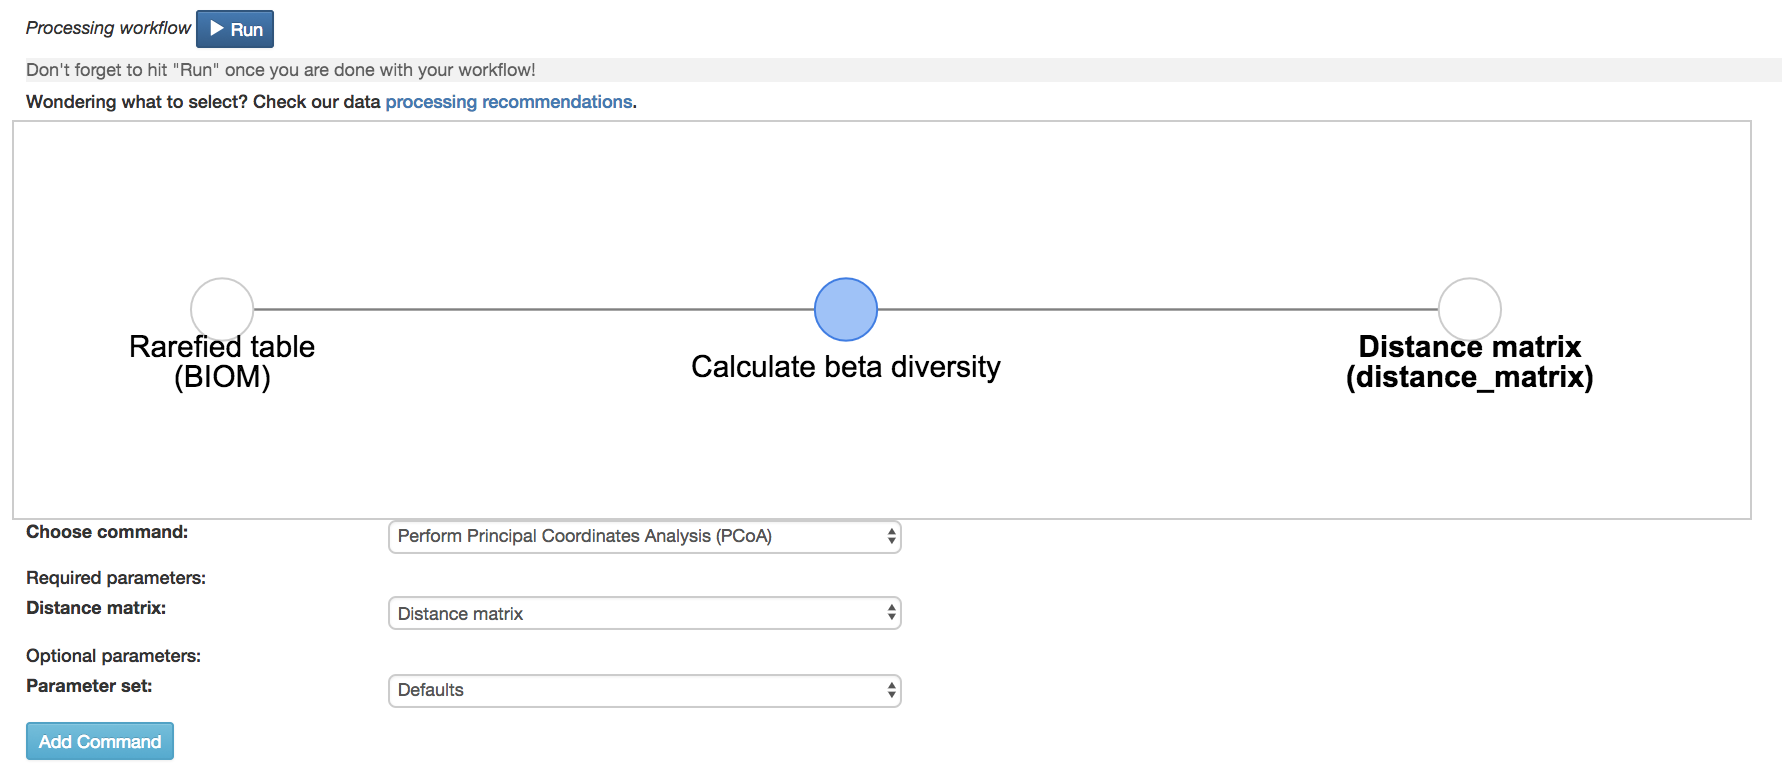 Processing workflow Run
Don't forget to hit "Run" once you are done with your workflow!
Wondering what to select? Check our data processing recommendations.
Rarefied table
(BIOM)
Calculate beta diversity
Distance matrix
(distance_matrix)
Choose command: Perform Principal Coordinates Analysis (PCoA)
Required parameters:
Distance matrix: Distance matrix
Optional parameters:
Parameter set: Defaults
Add Command